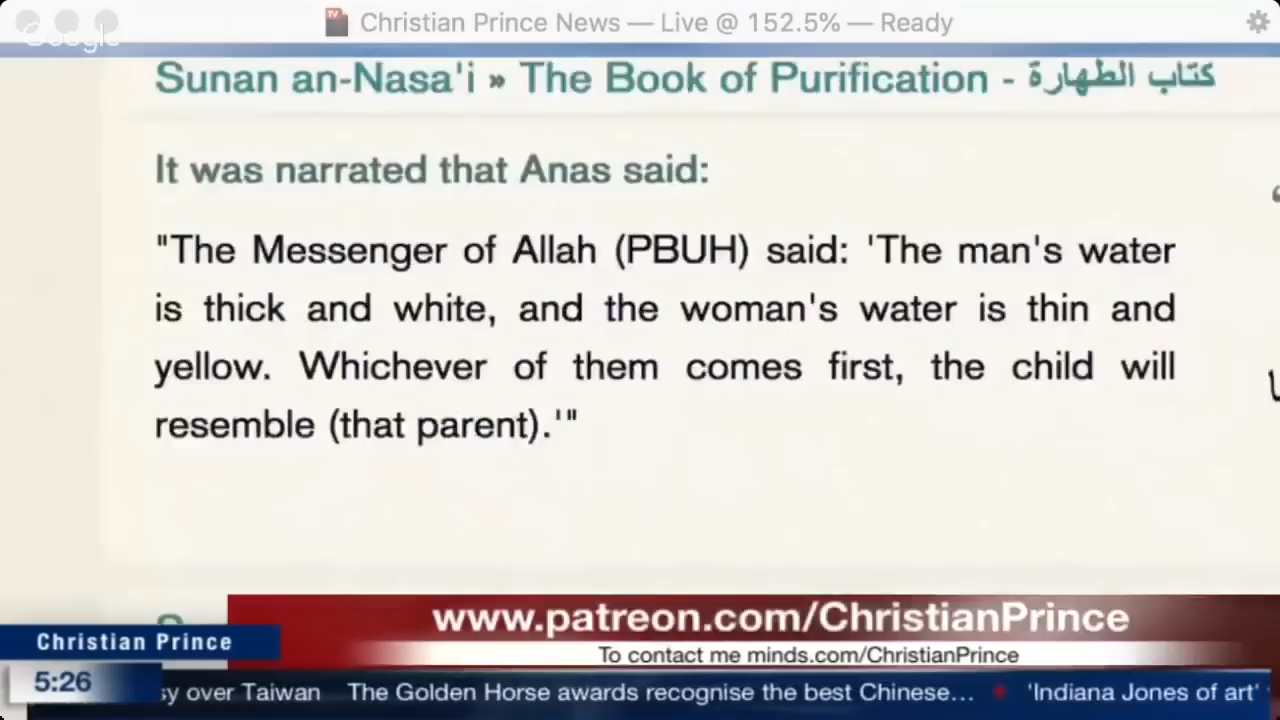 Christian Prince News — Live @ 152.5% — Ready
Google
Sunan an-Nasa'i » The Book of Purification - كتاب الطهارة
It was narrated that Anas said:
"The Messenger of Allah (PBUH) said: 'The man's water
is thick and white, and the woman's water is thin and
yellow. Whichever of them comes first, the child will
resemble (that parent).'"
www.patreon.com/ChristianPrince
Christian Prince
To contact me minds.com/ChristianPrince
5:26
sy over Taiwan The Golden Horse awards recognise the best Chinese... • 'Indiana Jones of art'